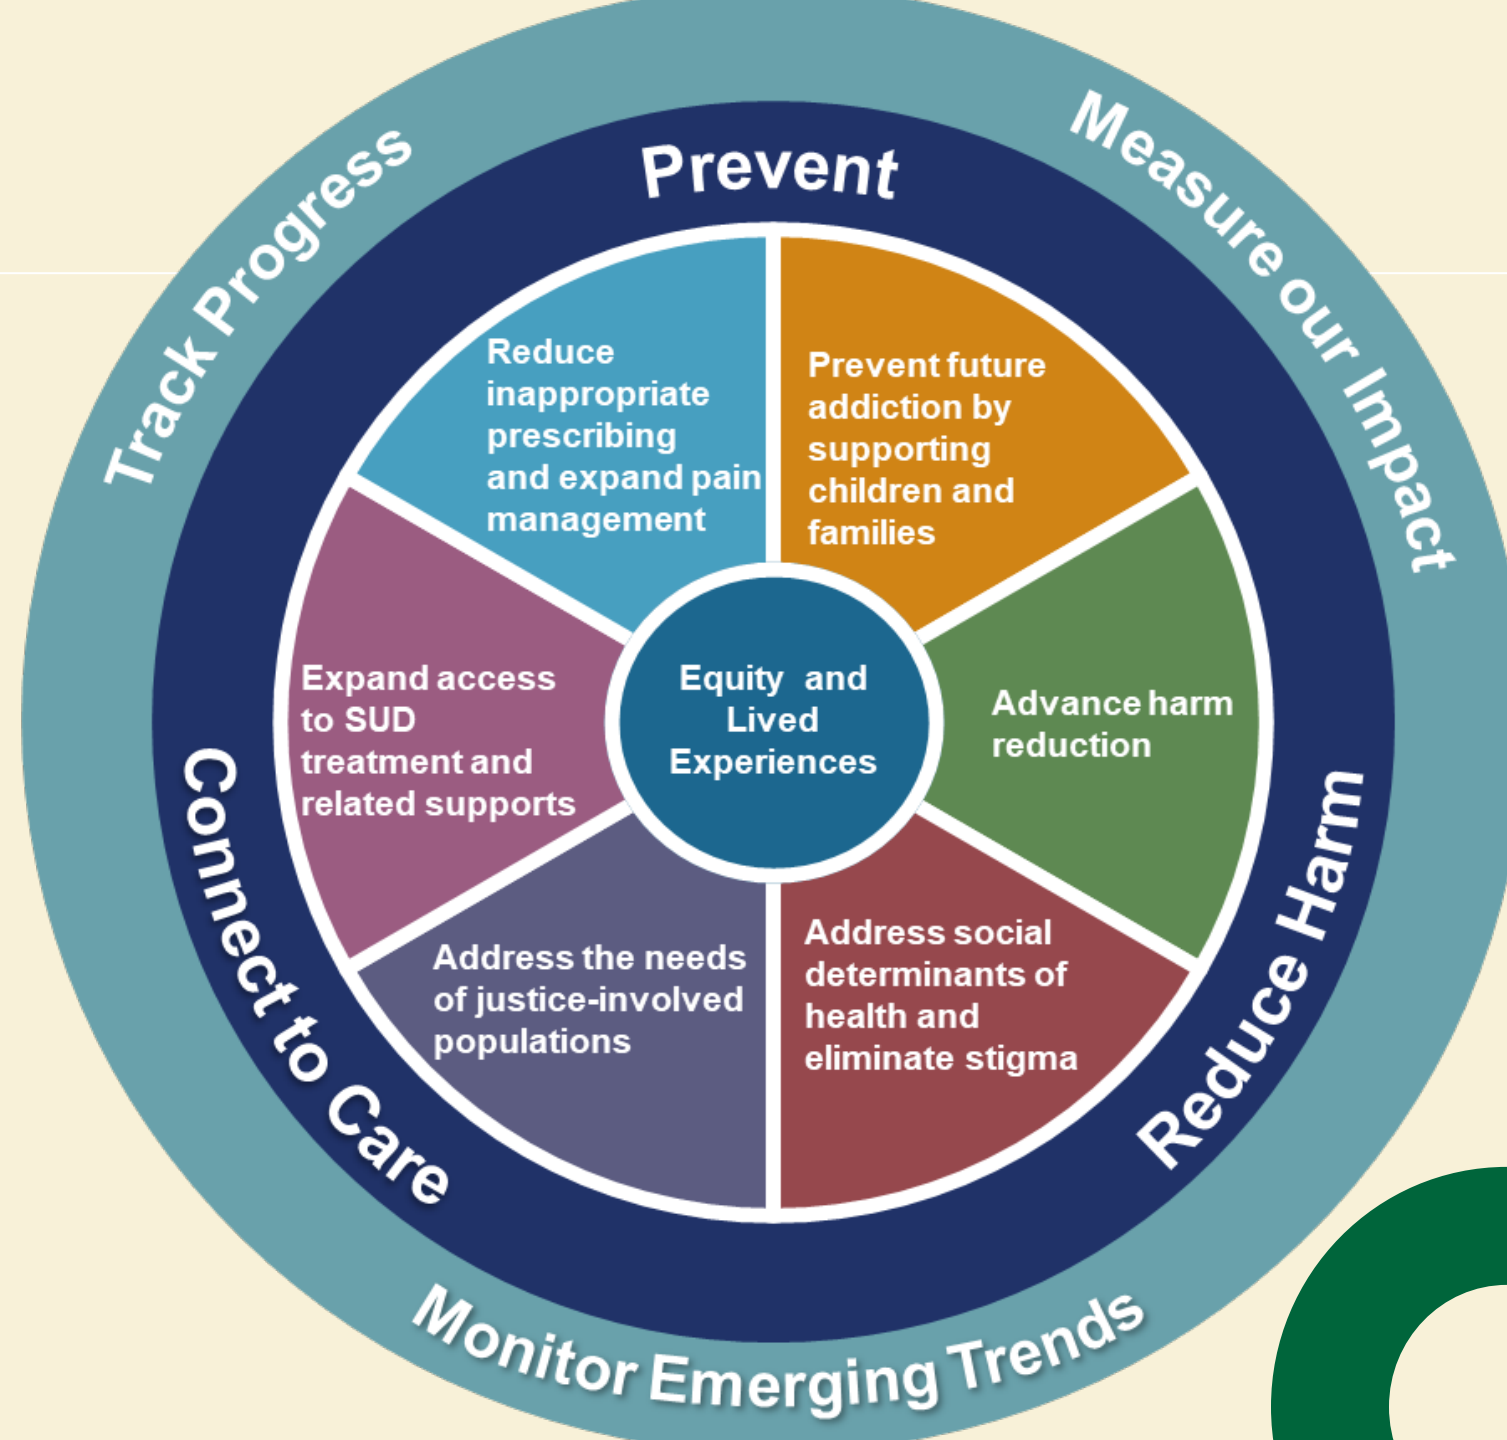 Track Progress
Measure our Impact
Monitor Emerging Trends
Prevent
Reduce Harm
Connect to Care
Reduce
inappropriate
prescribing
and expand pain
management
Prevent future
addiction by
supporting
children and
families
Advance harm
reduction
Address social
determinants of
health and
eliminate stigma
Address the needs
of justice-involved
populations
Expand access
to SUD
treatment and
related supports
Equity and
Lived
Experiences